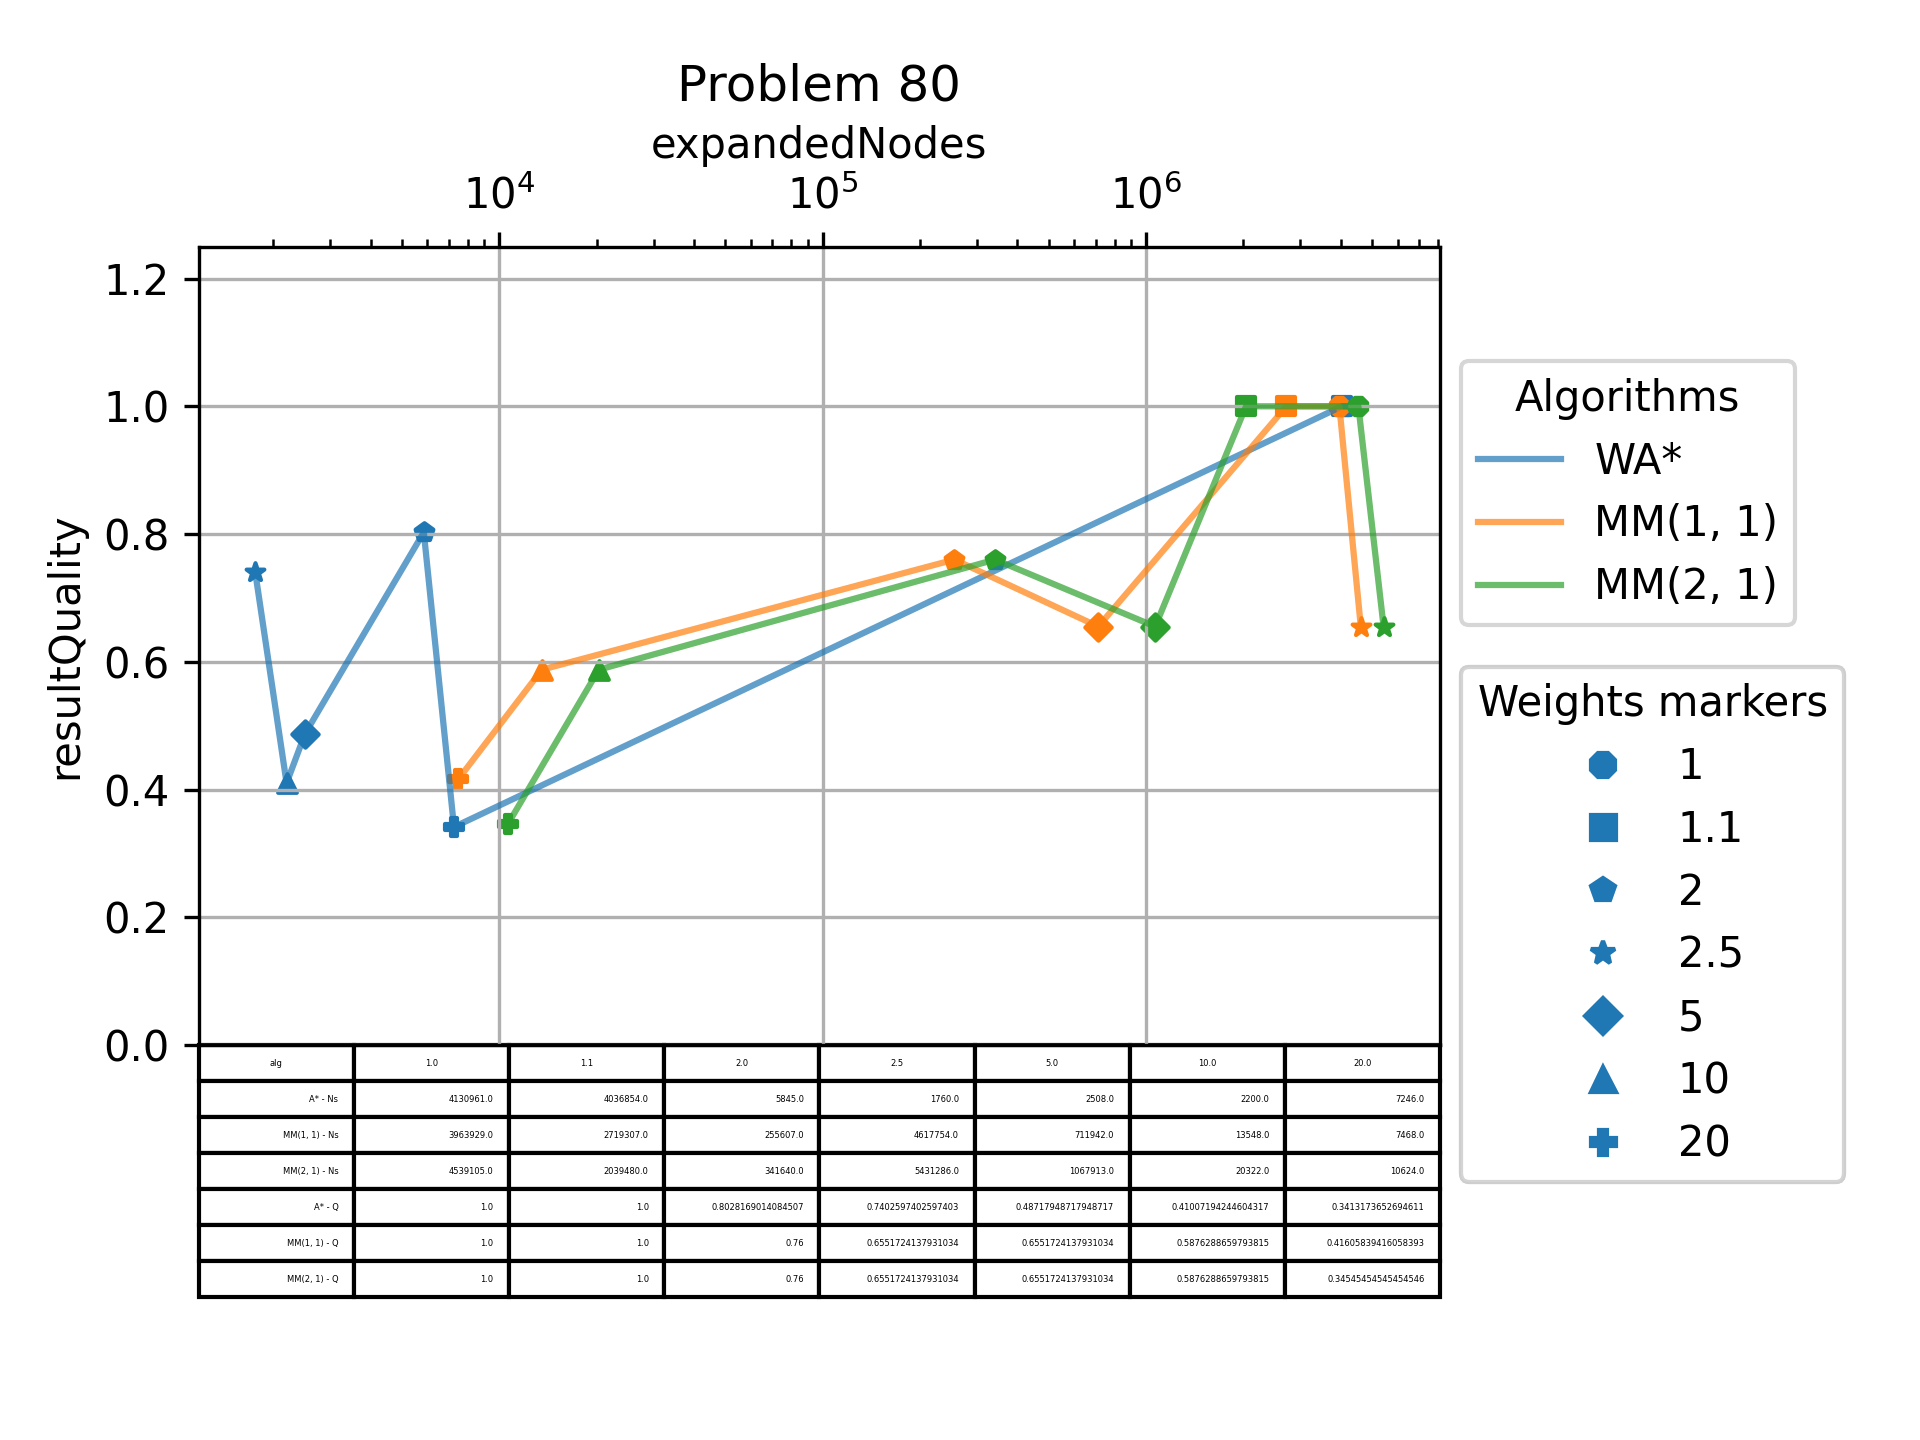 Problem 80
expandedNodes
10⁴ 10⁵ 10⁶
resultQuality
1.2
1.0
0.8
0.6
0.4
0.2
0.0
Algorithms
WA*
MM(1, 1)
MM(2, 1)
Weights markers
1
1.1
2
2.5
5
10
20
alg 1.0 1.1 2.0 2.5 5.0 10.0 20.0
A* - Ns 4130961.0 4036854.0 5845.0 1760.0 2508.0 2200.0 7246.0
MM(1, 1) - Ns 3963929.0 2719307.0 255607.0 4617754.0 711942.0 13548.0 7468.0
MM(2, 1) - Ns 4539105.0 2039480.0 341640.0 5431286.0 1067913.0 20322.0 10624.0
A* - Q 1.0 1.0 0.8028169014084507 0.7402597402597403 0.48717948717948717 0.41007194244604317 0.3413173652694611
MM(1, 1) - Q 1.0 1.0 0.76 0.6551724137931034 0.6551724137931034 0.5876288659793815 0.41605839416058393
MM(2, 1) - Q 1.0 1.0 0.76 0.6551724137931034 0.6551724137931034 0.5876288659793815 0.34545454545454546